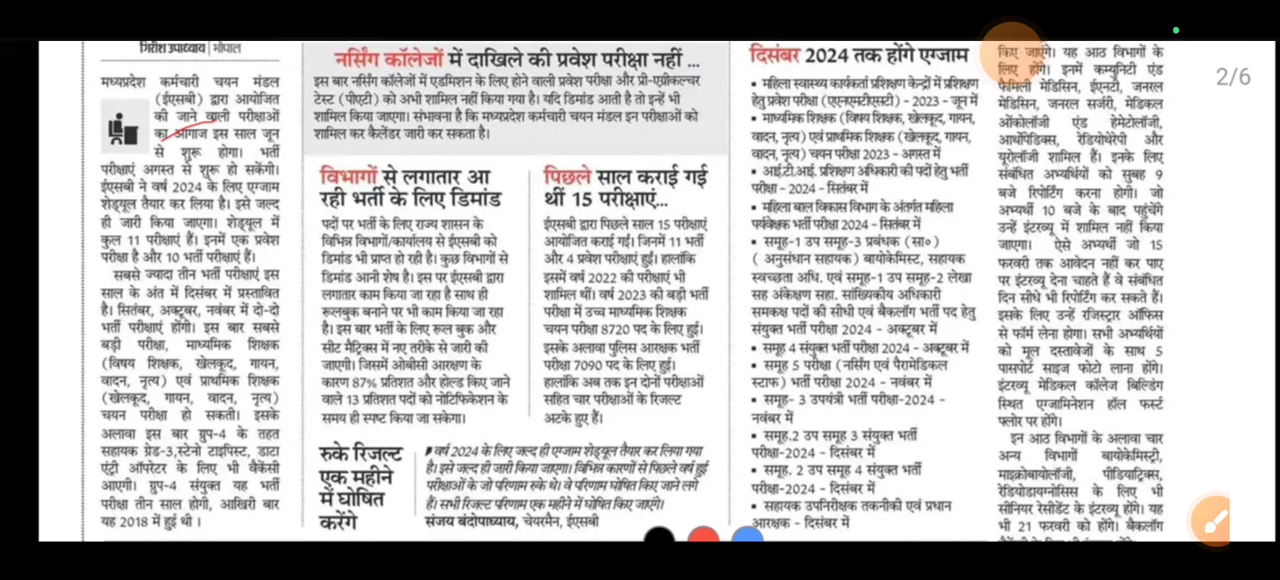 गिरीश उपाध्याय | भोपाल
मध्यप्रदेश कर्मचारी चयन मंडल
(ईएसबी) द्वारा आयोजित
की जाने वाली परीक्षाओं
का आगाज इस साल जून
से शुरू होगा। भर्ती
परीक्षाएं अगस्त से शुरू हो सकेंगी।
ईएसबी ने वर्ष 2024 के लिए एग्जाम
शेड्यूल तैयार कर लिया है। इसे जल्द
ही जारी किया जाएगा। शेड्यूल में
कुल 11 परीक्षाएं हैं। इनमें एक प्रवेश
परीक्षा है और 10 भर्ती परीक्षाएं हैं।
सबसे ज्यादा तीन भर्ती परीक्षाएं इस
साल के अंत में दिसंबर में प्रस्तावित
है। सितंबर, अक्टूबर, नवंबर में दो-दो
भर्ती परीक्षाएं होंगी। इस बार सबसे
बड़ी परीक्षा, माध्यमिक शिक्षक
(विषय शिक्षक, खेलकूद, गायन,
वादन, नृत्य) एवं प्राथमिक शिक्षक
(खेलकूद, गायन, वादन, नृत्य)
चयन परीक्षा हो सकती। इसके
अलावा इस बार ग्रुप-4 के तहत
सहायक ग्रेड-3,स्टेनो टाइपिस्ट, डाटा
एंट्री ऑपरेटर के लिए भी वैकेंसी
आएगी। ग्रुप-4 संयुक्त यह भर्ती
परीक्षा तीन साल होगी, आखिरी बार
यह 2018 में हुई थी ।
नर्सिंग कॉलेजों में दाखिले की प्रवेश परीक्षा नहीं ...
इस बार नर्सिंग कॉलेजों में एडमिशन के लिए होने वाली प्रवेश परीक्षा और प्री-एग्रीकल्चर
टेस्ट (पीएटी) को अभी शामिल नहीं किया गया है। यदि डिमांड आती है तो इन्हें भी
शामिल किया जाएगा। संभावना है कि मध्यप्रदेश कर्मचारी चयन मंडल इन परीक्षाओं को
शामिल कर कैलेंडर जारी कर सकता है।
विभागों से लगातार आ
रही भर्ती के लिए डिमांड
पदों पर भर्ती के लिए राज्य शासन के
विभिन्न विभागों/कार्यालय से ईएसबी को
डिमांड भी प्राप्त हो रही है। कुछ विभागों से
डिमांड आनी शेष है। इस पर ईएसबी द्वारा
लगातार काम किया जा रहा है साथ ही
रूलबुक बनाने पर भी काम किया जा रहा
है। इस बार भर्ती के लिए रूल बुक और
सीट मैट्रिक्स में नए तरीके से जारी की
जाएगी। जिसमें ओबीसी आरक्षण के
कारण 87% प्रतिशत और होल्ड किए जाने
वाले 13 प्रतिशत पदों को नोटिफिकेशन के
समय ही स्पष्ट किया जा सकेगा।
पिछले साल कराई गई
थीं 15 परीक्षाएं...
ईएसबी द्वारा पिछले साल 15 परीक्षाएं
आयोजित कराई गईं। जिनमें 11 भर्ती
और 4 प्रवेश परीक्षाएं हुईं। हालांकि
इसमें वर्ष 2022 की परीक्षाएं भी
शामिल थीं। वर्ष 2023 की बड़ी भर्ती
परीक्षा में उच्च माध्यमिक शिक्षक
चयन परीक्षा 8720 पद के लिए हुई।
इसके अलावा पुलिस आरक्षक भर्ती
परीक्षा 7090 पद के लिए हुई।
हालांकि अब तक इन दोनों परीक्षाओं
सहित चार परीक्षाओं के रिजल्ट
अटके हुए हैं।
रुके रिजल्ट
एक महीने
में घोषित
करेंगे
वर्ष 2024 के लिए जल्द ही एग्जाम शेड्यूल तैयार कर लिया गया
है। इसे जल्द ही जारी किया जाएगा। विभिन्न कारणों से पिछले वर्ष हुई
परीक्षाओं के जो परिणाम रुके थे। वे परिणाम घोषित किए जाने लगे
हैं। सभी रिजल्ट परिणाम एक महीने में घोषित किए जाएंगे।
संजय बंदोपाध्याय, चेयरमैन, ईएसबी
दिसंबर 2024 तक होंगे एग्जाम
▪ महिला स्वास्थ्य कार्यकर्ता प्रशिक्षण केन्द्रों में प्रशिक्षण
हेतु प्रवेश परीक्षा (एएनएमटीएसटी) - 2023 - जून में
▪ माध्यमिक शिक्षक (विषय शिक्षक, खेलकूद, गायन,
वादन, नृत्य) एवं प्राथमिक शिक्षक (खेलकूद, गायन,
वादन, नृत्य) चयन परीक्षा 2023 - अगस्त में
▪ आई.टी.आई. प्रशिक्षण अधिकारी की पदों हेतु भर्ती
परीक्षा - 2024 - सितंबर में
▪ महिला बाल विकास विभाग के अंतर्गत महिला
पर्यवेक्षक भर्ती परीक्षा 2024 - सितंबर में
▪ समूह-1 उप समूह-3 प्रबंधक (सा०)
( अनुसंधान सहायक) बायोकेमिस्ट, सहायक
स्वच्छता अधि. एवं समूह-1 उप समूह-2 लेखा
सह अंकेक्षण सहा. सांख्यिकीय अधिकारी
समकक्ष पदों की सीधी एवं बैकलॉग भर्ती पद हेतु
संयुक्त भर्ती परीक्षा 2024 - अक्टूबर में
▪ समूह 4 संयुक्त भर्ती परीक्षा 2024 - अक्टूबर में
▪ समूह 5 परीक्षा (नर्सिंग एवं पैरामेडिकल
स्टाफ) भर्ती परीक्षा 2024 - नवंबर में
▪ समूह- 3 उपयंत्री भर्ती परीक्षा-2024 -
नवंबर में
▪ समूह.2 उप समूह 3 संयुक्त भर्ती
परीक्षा-2024 - दिसंबर में
▪ समूह. 2 उप समूह 4 संयुक्त भर्ती
परीक्षा-2024 - दिसंबर में
▪ सहायक उपनिरीक्षक तकनीकी एवं प्रधान
आरक्षक - दिसंबर में
किए जाएंगे। यह आठ विभागों के
लिए होंगे। इनमें कम्युनिटी एंड
फैमिली मेडिसिन, ईएनटी, जनरल
मेडिसिन, जनरल सर्जरी, मेडिकल
ऑंकोलॉजी एंड हेमेटोलॉजी,
आर्थोपेडिक्स, रेडियोथेरेपी और
यूरोलॉजी शामिल हैं। इनके लिए
संबंधित अभ्यर्थियों को सुबह 9
बजे रिपोर्टिंग करना होगी। जो
अभ्यर्थी 10 बजे के बाद पहुंचेंगे
उन्हें इंटरव्यू में शामिल नहीं किया
जाएगा। ऐसे अभ्यर्थी जो 15
फरवरी तक आवेदन नहीं कर पाए
पर इंटरव्यू देना चाहते हैं वे संबंधित
दिन सीधे भी रिपोर्टिंग कर सकते हैं।
इसके लिए उन्हें रजिस्ट्रार ऑफिस
से फॉर्म लेना होगा। सभी अभ्यर्थियों
को मूल दस्तावेजों के साथ 5
पासपोर्ट साइज फोटो लाना होंगे।
इंटरव्यू मेडिकल कॉलेज बिल्डिंग
स्थित एग्जामिनेशन हॉल फर्स्ट
फ्लोर पर होंगे।
इन आठ विभागों के अलावा चार
अन्य विभागों बायोकेमिस्ट्री,
माइक्रोबायोलॉजी, पीडियाट्रिक्स,
रेडियोडायग्नोसिस के लिए भी
सीनियर रेसीडेंट के इंटरव्यू होंगे। यह
भी 21 फरवरी को होंगे। बैकलॉग
2/6